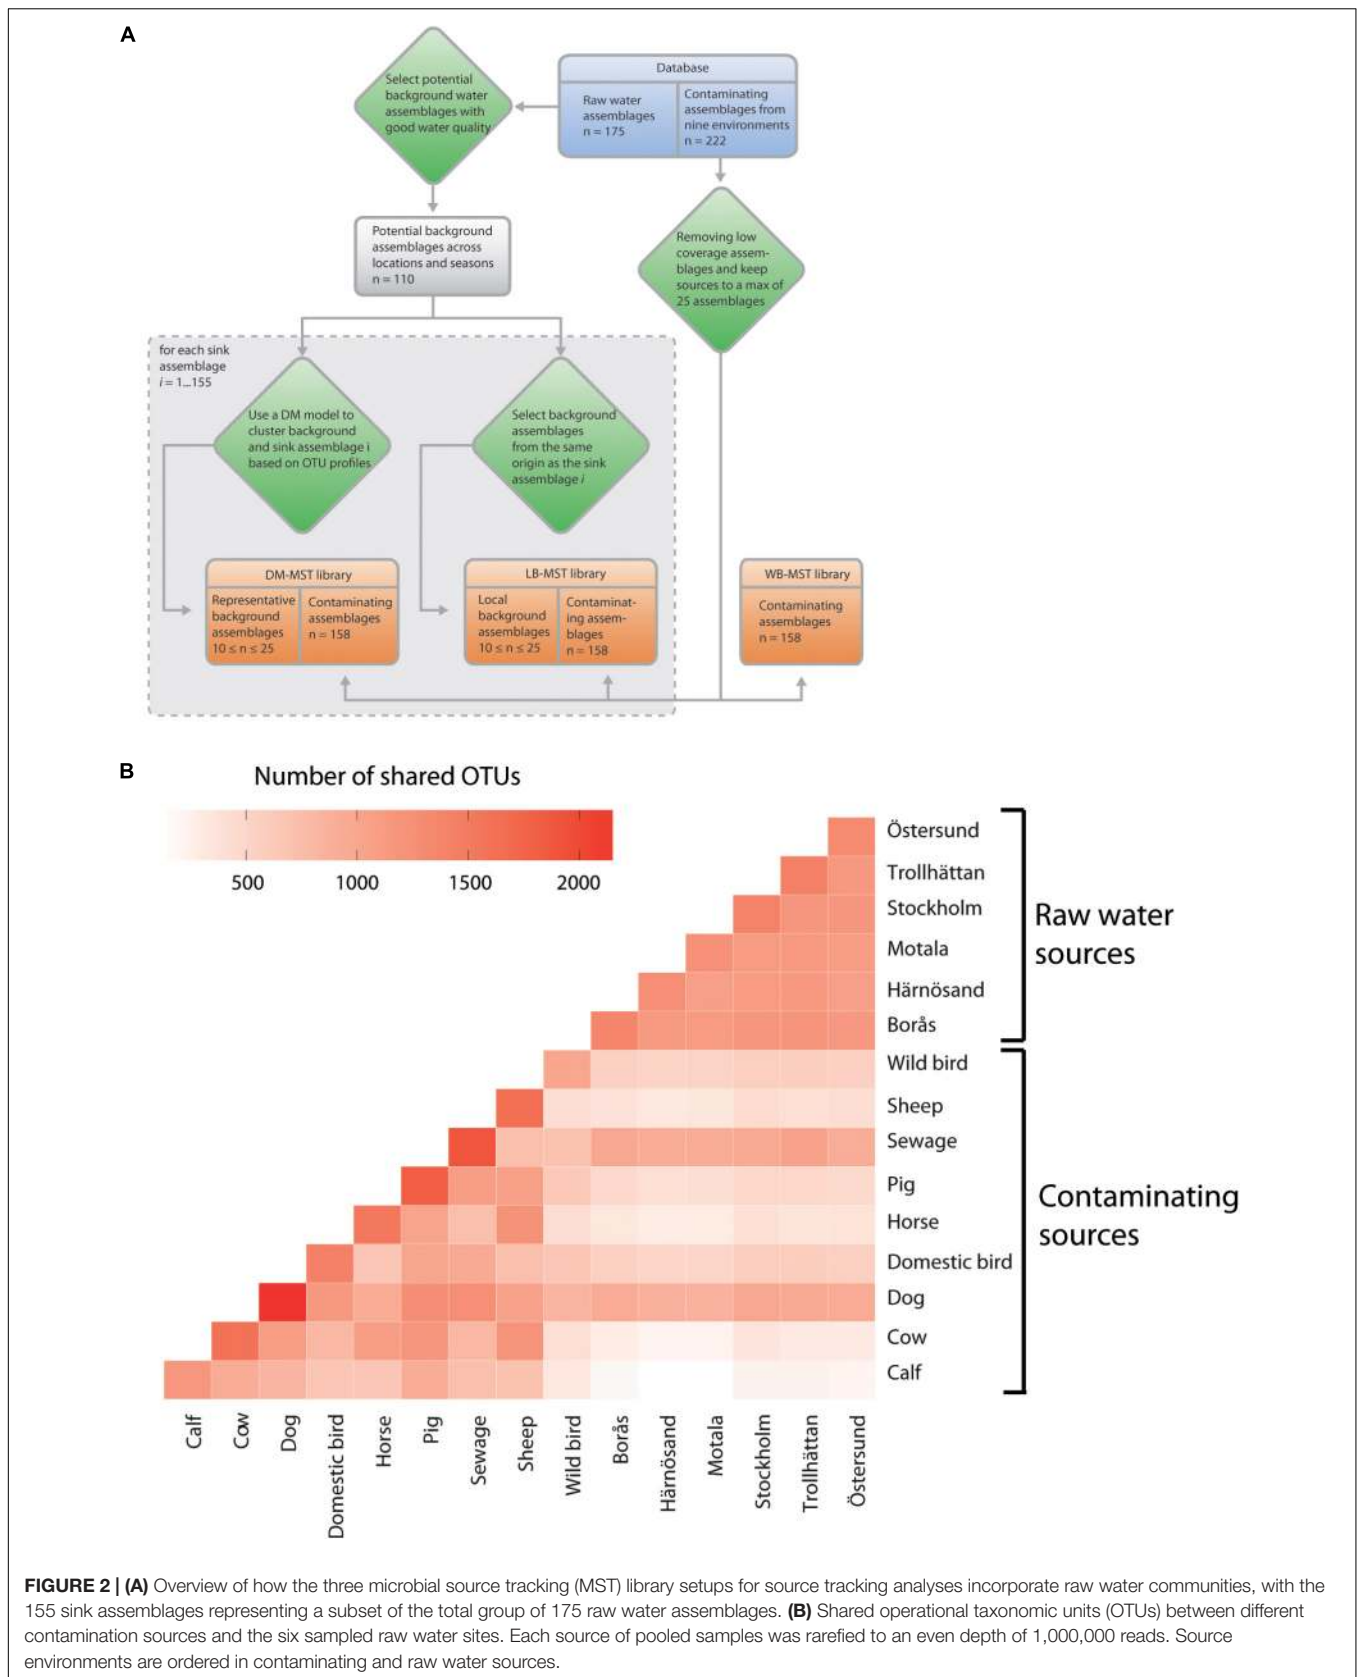 A
Select potential
background water
assemblages with
good water quality
Database
Raw water
assemblages
n = 175
Contaminating
assemblages from
nine environments
n = 222
Potential background
assemblages across
locations and seasons
n = 110
Removing low
coverage assem-
blages and keep
sources to a max of
25 assemblages
for each sink
assemblage
i = 1...155
Use a DM model to
cluster background
and sink assemblage i
based on OTU profiles
Select background
assemblages
from the same
origin as the sink
assemblage i
DM-MST library
Representative
background
assemblages
10 ≤ n ≤ 25
Contaminating
assemblages
n = 158
LB-MST library
Local
background
assemblages
10 ≤ n ≤ 25
Contaminat-
ing assem-
blages
n = 158
WB-MST library
Contaminating
assemblages
n = 158
B
Number of shared OTUs
500 1000 1500 2000
Östersund
Trollhättan
Stockholm
Motala
Härnösand
Borås
Wild bird
Sheep
Sewage
Pig
Horse
Domestic bird
Dog
Cow
Calf
Raw water
sources
Contaminating
sources
Calf
Cow
Dog
Domestic bird
Horse
Pig
Sewage
Sheep
Wild bird
Borås
Härnösand
Motala
Stockholm
Trollhättan
Östersund
FIGURE 2 | (A) Overview of how the three microbial source tracking (MST) library setups for source tracking analyses incorporate raw water communities, with the
155 sink assemblages representing a subset of the total group of 175 raw water assemblages. (B) Shared operational taxonomic units (OTUs) between different
contamination sources and the six sampled raw water sites. Each source of pooled samples was rarefied to an even depth of 1,000,000 reads. Source
environments are ordered in contaminating and raw water sources.